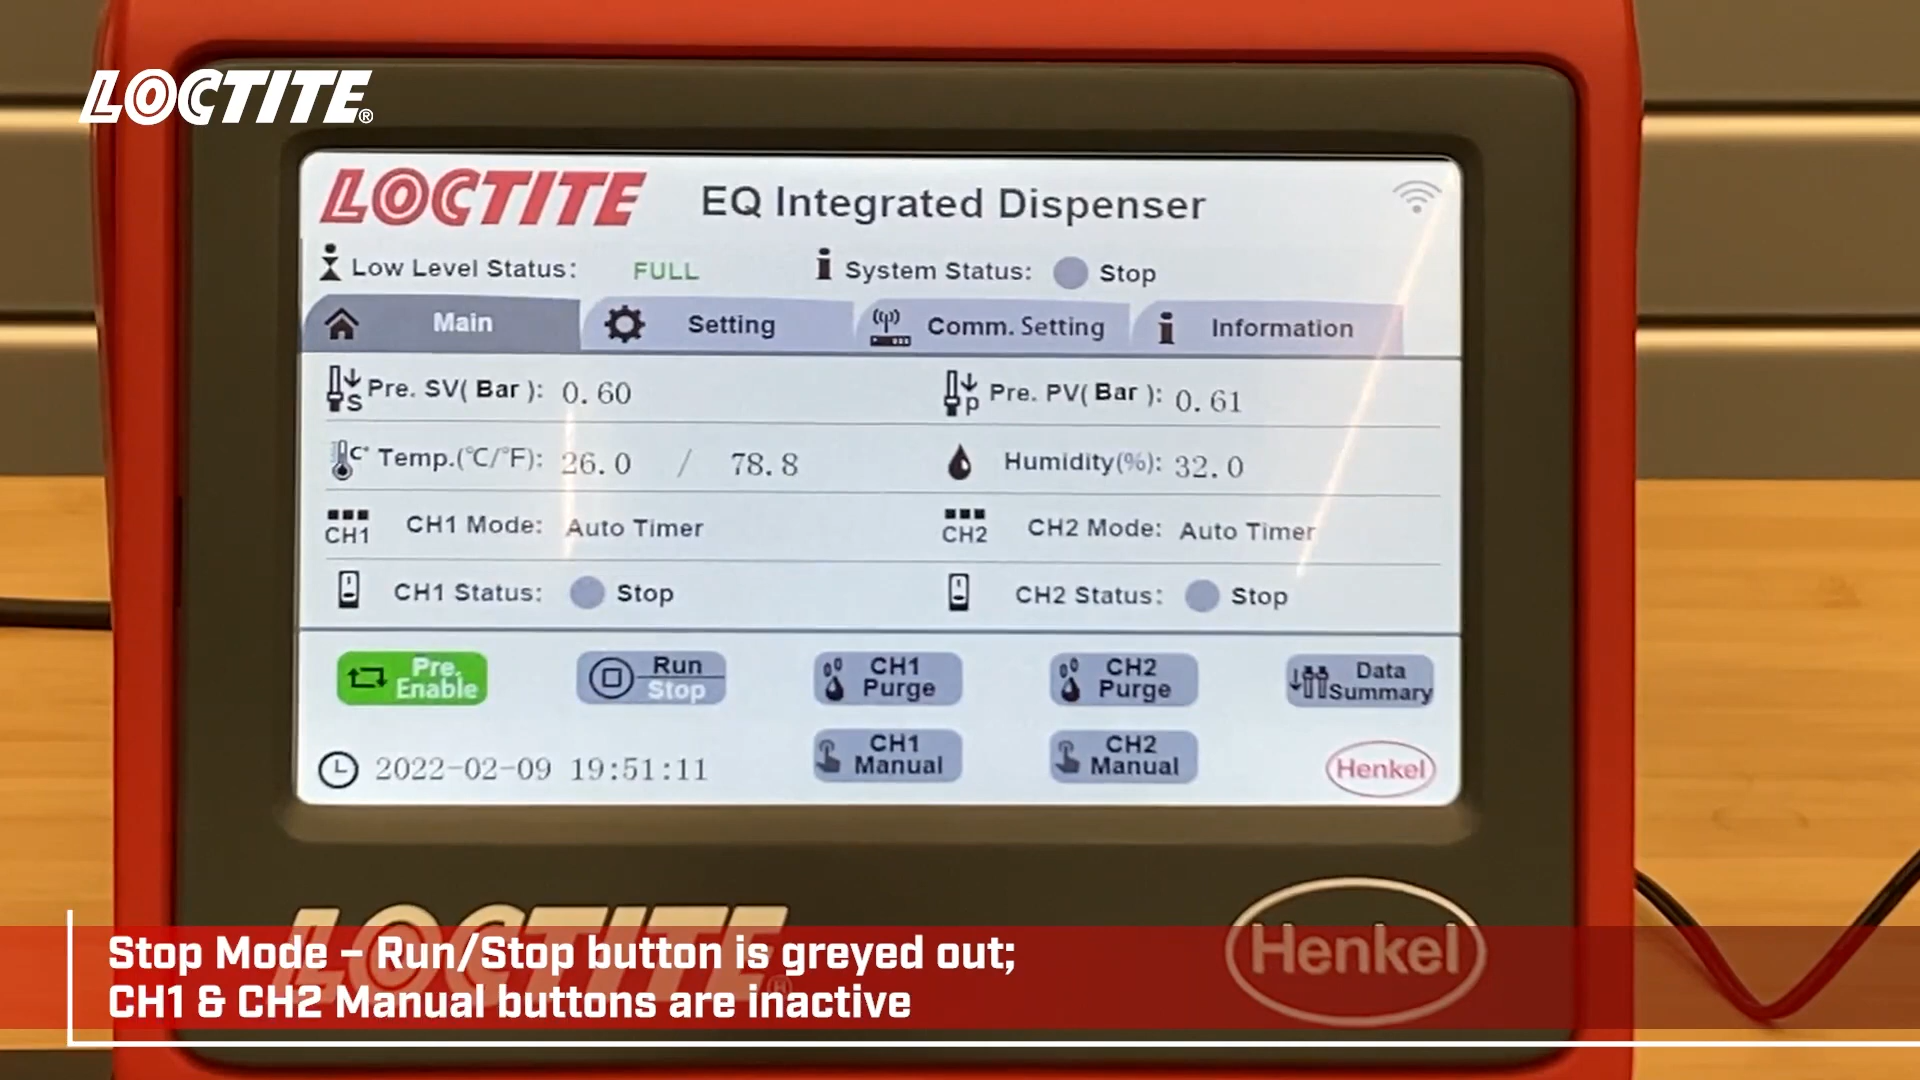 LOCTITE®
LOCTITE EQ Integrated Dispenser
Low Level Status: FULL System Status: Stop
Main Setting Comm. Setting Information
Pre. SV( Bar ): 0.60 Pre. PV( Bar ): 0.61
Temp.(℃/℉): 26.0 / 78.8 Humidity(%): 32.0
CH1 CH1 Mode: Auto Timer CH2 CH2 Mode: Auto Timer
CH1 Status: Stop CH2 Status: Stop
Pre. Enable Run Stop CH1 Purge CH2 Purge Data Summary
2022-02-09 19:51:11 CH1 Manual CH2 Manual Henkel
LOCTITE® Henkel
Stop Mode – Run/Stop button is greyed out;
CH1 & CH2 Manual buttons are inactive